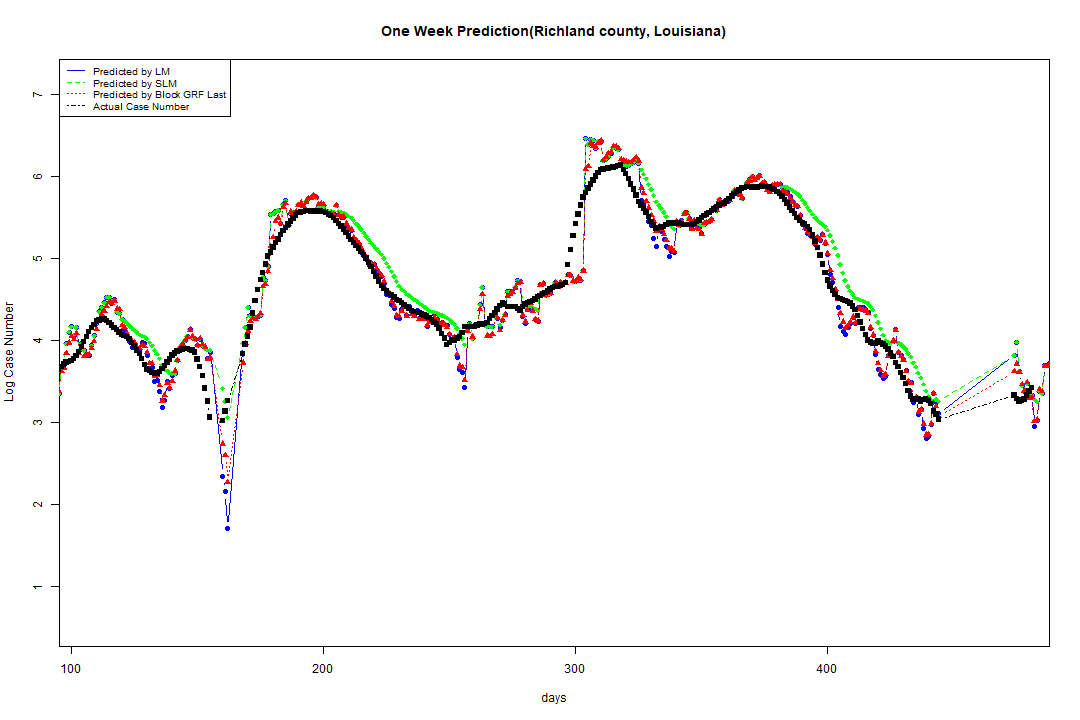 One Week Prediction(Richland county, Louisiana)
Predicted by LM
Predicted by SLM
Predicted by Block GRF Last
Actual Case Number
7
6
5
4
3
2
1
Log Case Number
100 200 300 400
days